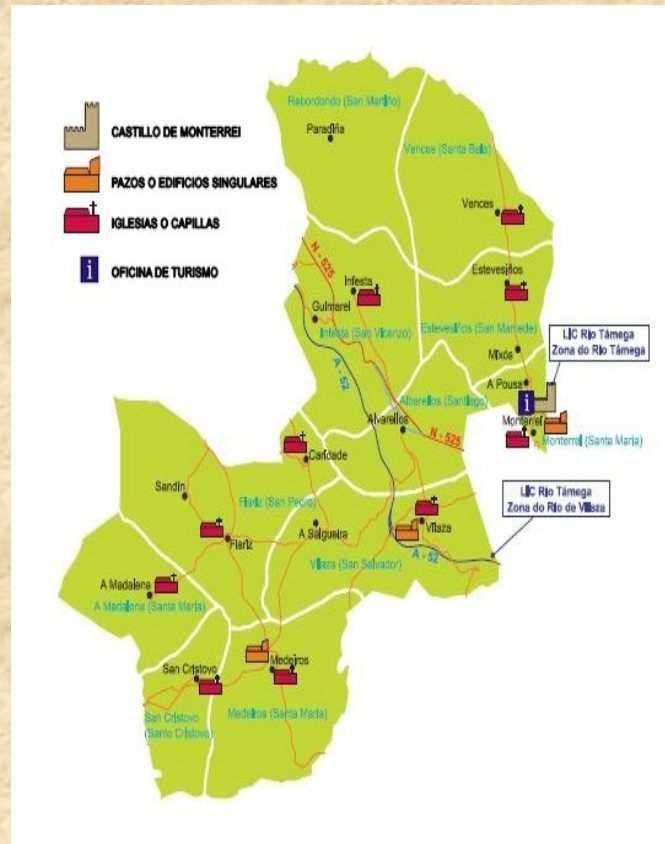 Rebordondo (San Martiño)
CASTILLO DE MONTERREI
Paradiña
Vences (Santa Baia)
PAZOS O EDIFICIOS SINGULARES
Vences
IGLESIAS O CAPILLAS
N - 525
OFICINA DE TURISMO
Infesta
Estevesiños
Gulmarel
Infesta (San Vicenzo)
Estevesiños (San Mamede)
LIC Río Támega
Zona do Río Támega
Mixós
A - 52
A Pousa
i
Albarellos (Santiago)
Alvarellos
N - 525
Monterrei
Monterrei (Santa María)
Caridade
Sandín
Flariz (San Pedro)
LIC Río Támega
Zona do Río de Vilaza
A Salgueira
Vilaza
Flariz
A - 52
Vilaza (San Salvador)
A Madalena
A Madalena (Santa María)
Medeiros
San Cristovo
Medeiros (Santa María)
San Cristovo
(Santo Cristovo)